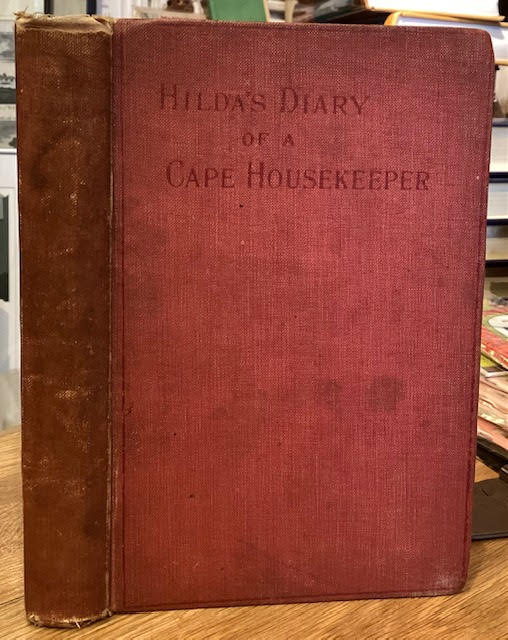 HILDA'S DIARY
OF A
CAPE HOUSEKEEPER